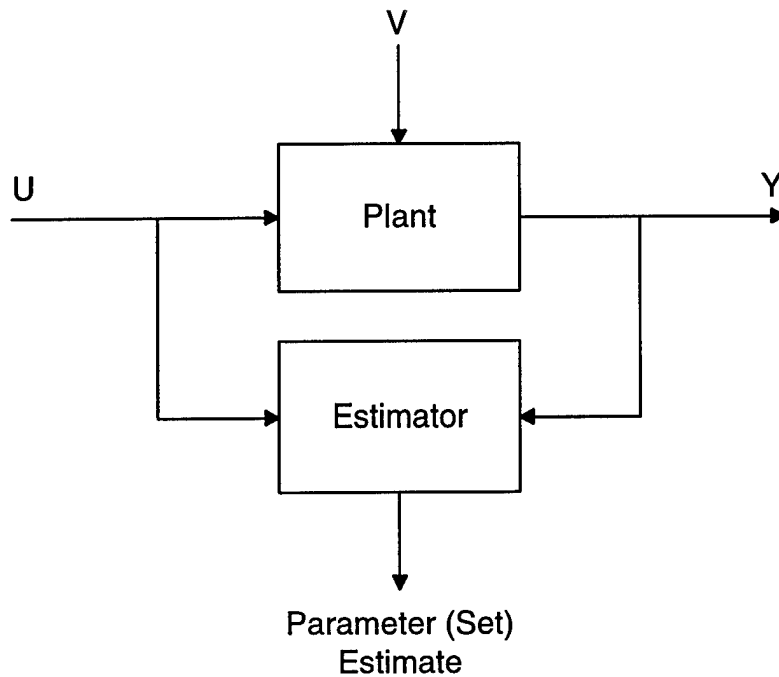 V
U
Y
Plant
Estimator
Parameter (Set)
Estimate